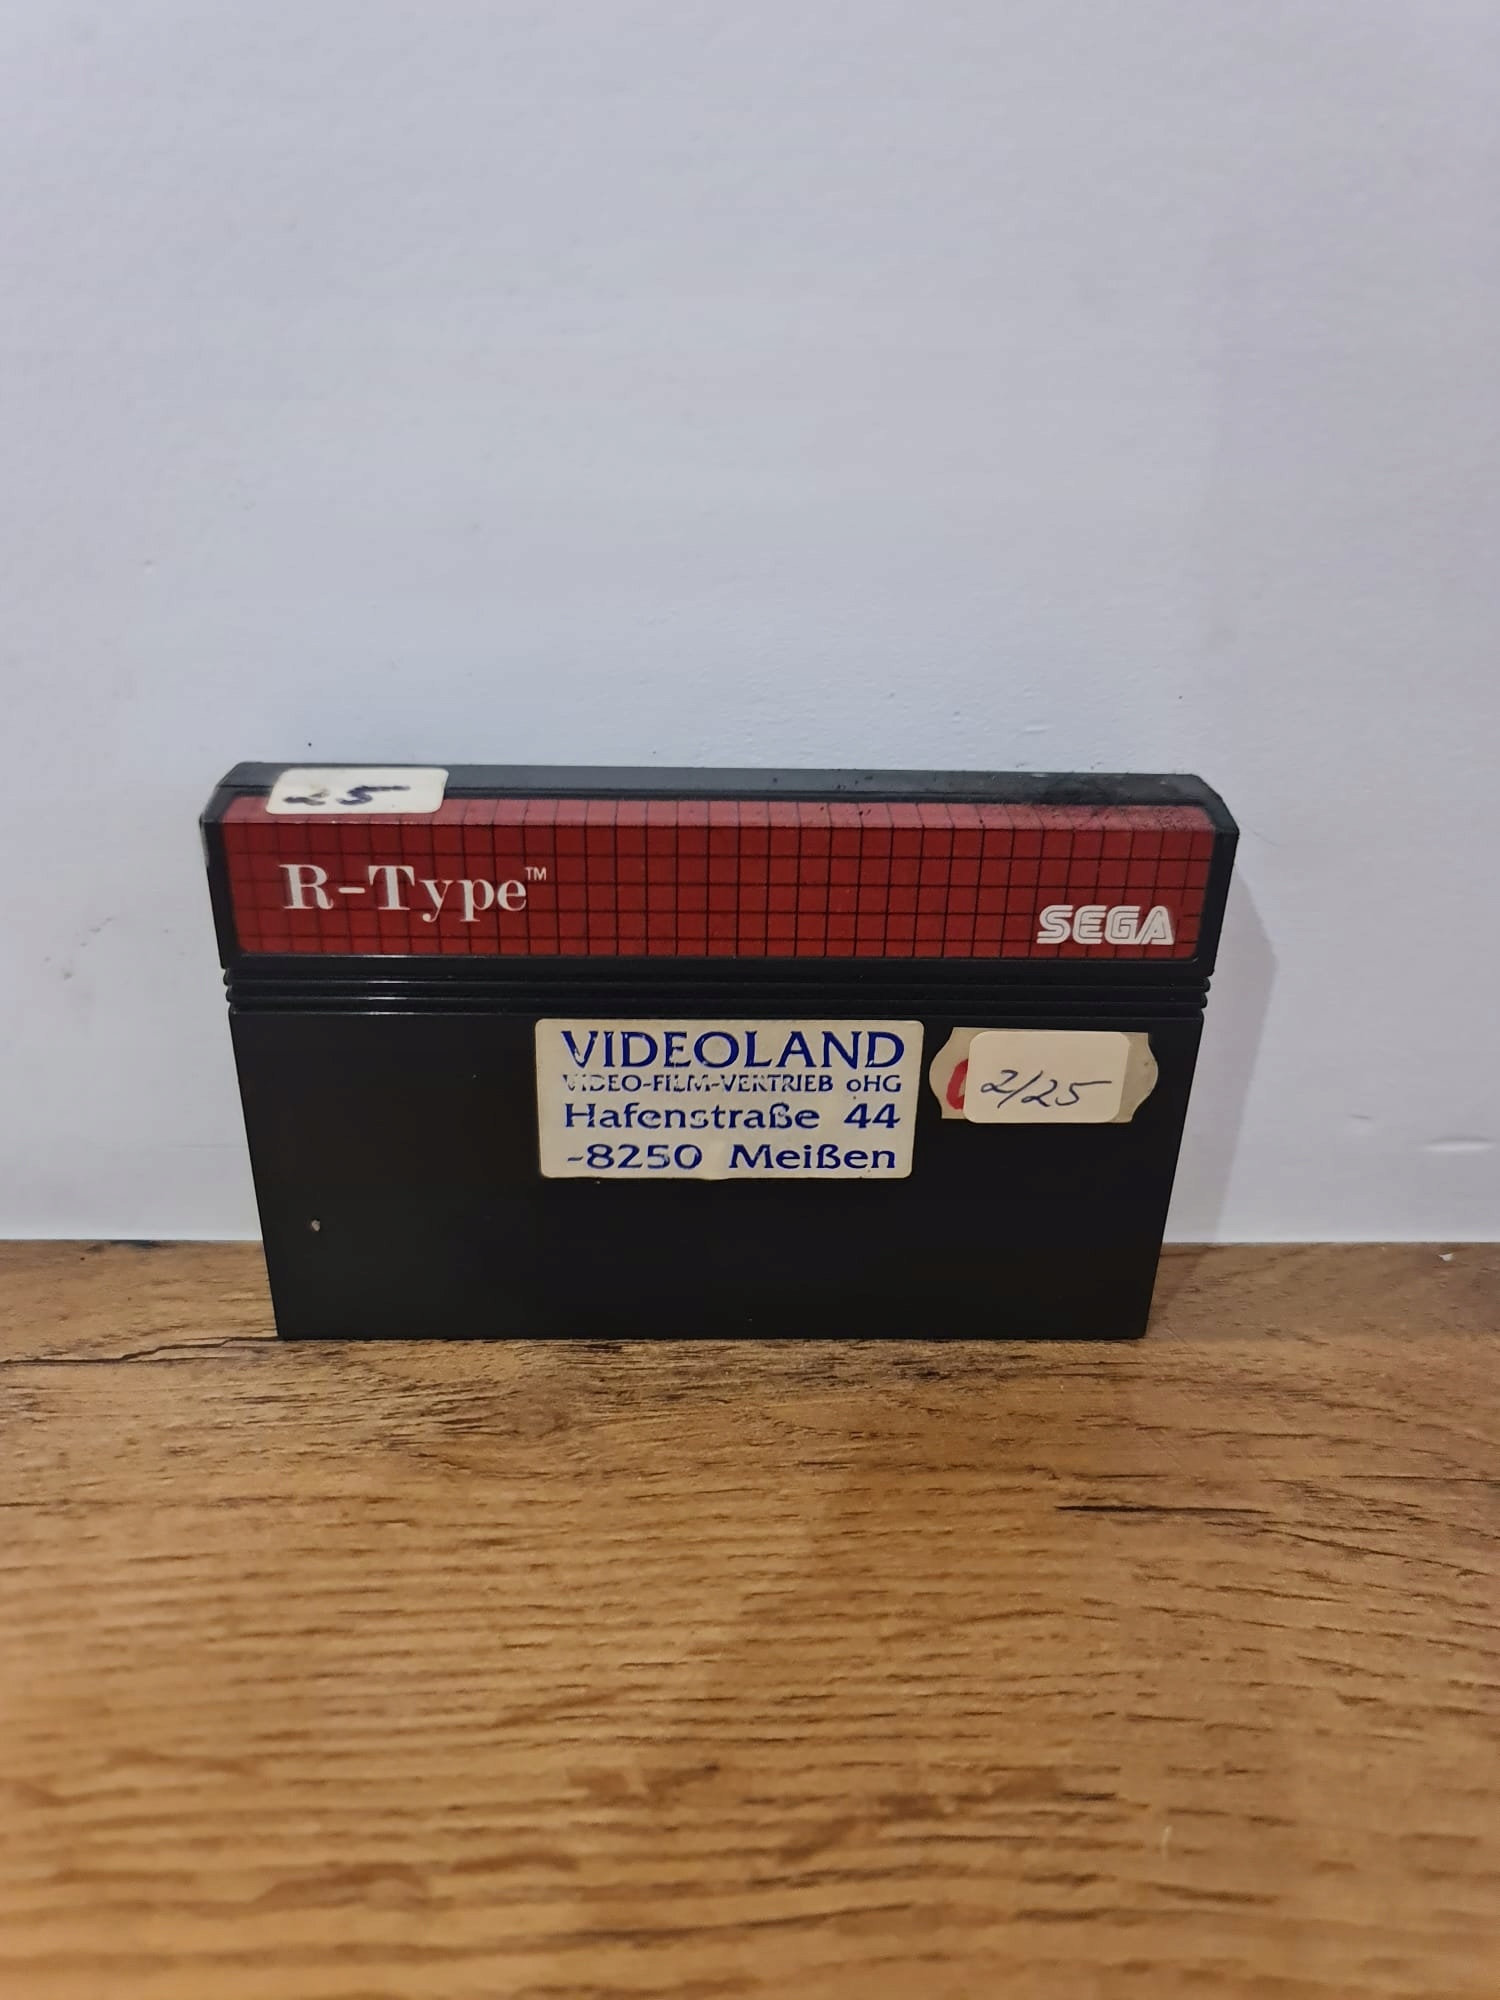 25
R-Type™
SEGA
VIDEOLAND
VIDEO-FILM-VERTRIEB oHG
Hafenstraße 44
-8250 Meißen
2/25